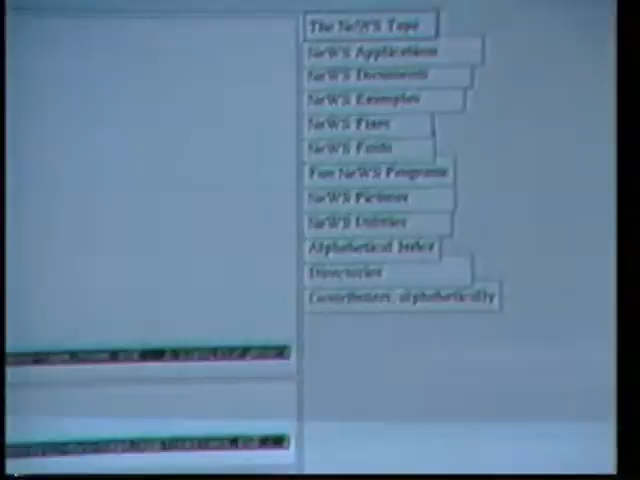 The NeWS Tape
NeWS Applications
NeWS Documents
NeWS Examples
NeWS Fixes
NeWS Fonts
Fun NeWS Programs
NeWS Pictures
NeWS Utilities
Alphabetical Index
Directories
Contributors, alphabetically